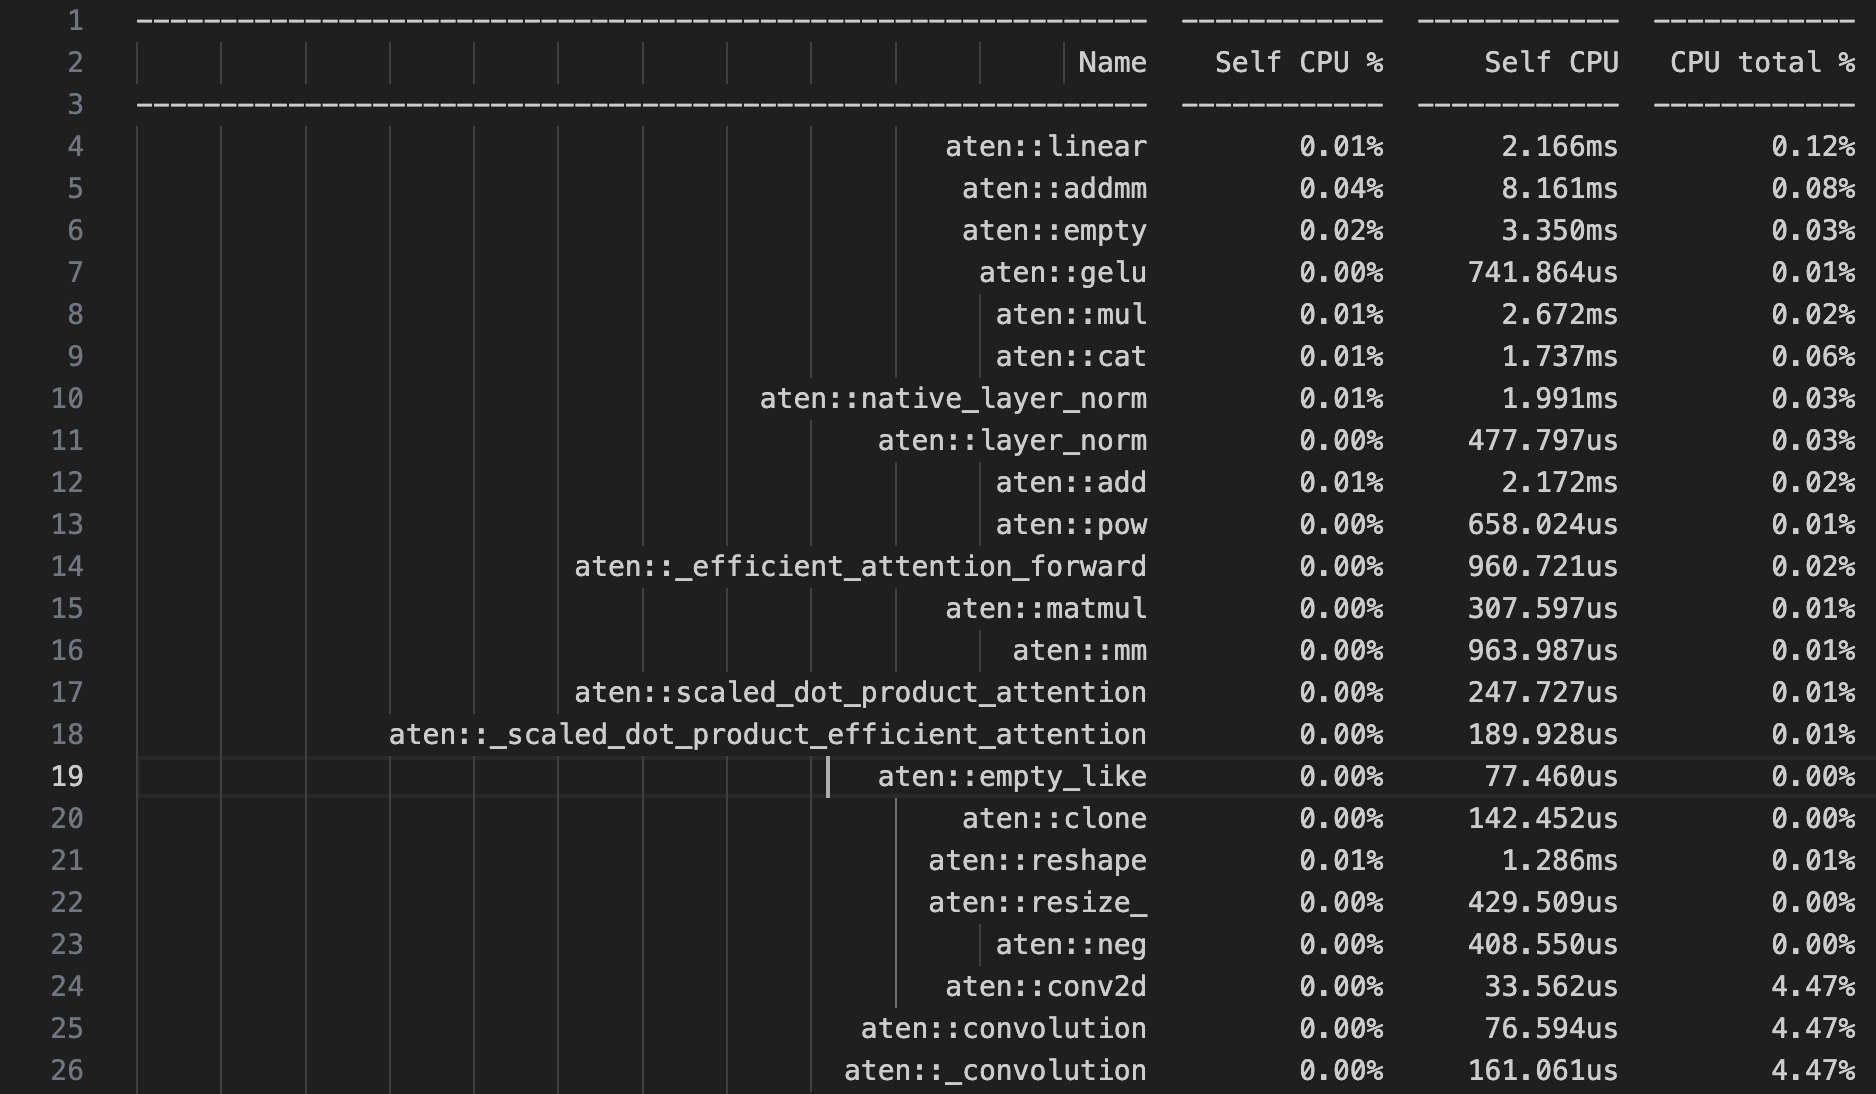 1 ------------------------------------------------------------ ------------ ------------ ------------
2 Name Self CPU % Self CPU CPU total %
3 ------------------------------------------------------------ ------------ ------------ ------------
4 aten::linear 0.01% 2.166ms 0.12%
5 aten::addmm 0.04% 8.161ms 0.08%
6 aten::empty 0.02% 3.350ms 0.03%
7 aten::gelu 0.00% 741.864us 0.01%
8 aten::mul 0.01% 2.672ms 0.02%
9 aten::cat 0.01% 1.737ms 0.06%
10 aten::native_layer_norm 0.01% 1.991ms 0.03%
11 aten::layer_norm 0.00% 477.797us 0.03%
12 aten::add 0.01% 2.172ms 0.02%
13 aten::pow 0.00% 658.024us 0.01%
14 aten::_efficient_attention_forward 0.00% 960.721us 0.02%
15 aten::matmul 0.00% 307.597us 0.01%
16 aten::mm 0.00% 963.987us 0.01%
17 aten::scaled_dot_product_attention 0.00% 247.727us 0.01%
18 aten::_scaled_dot_product_efficient_attention 0.00% 189.928us 0.01%
19 aten::empty_like 0.00% 77.460us 0.00%
20 aten::clone 0.00% 142.452us 0.00%
21 aten::reshape 0.01% 1.286ms 0.01%
22 aten::resize_ 0.00% 429.509us 0.00%
23 aten::neg 0.00% 408.550us 0.00%
24 aten::conv2d 0.00% 33.562us 4.47%
25 aten::convolution 0.00% 76.594us 4.47%
26 aten::_convolution 0.00% 161.061us 4.47%